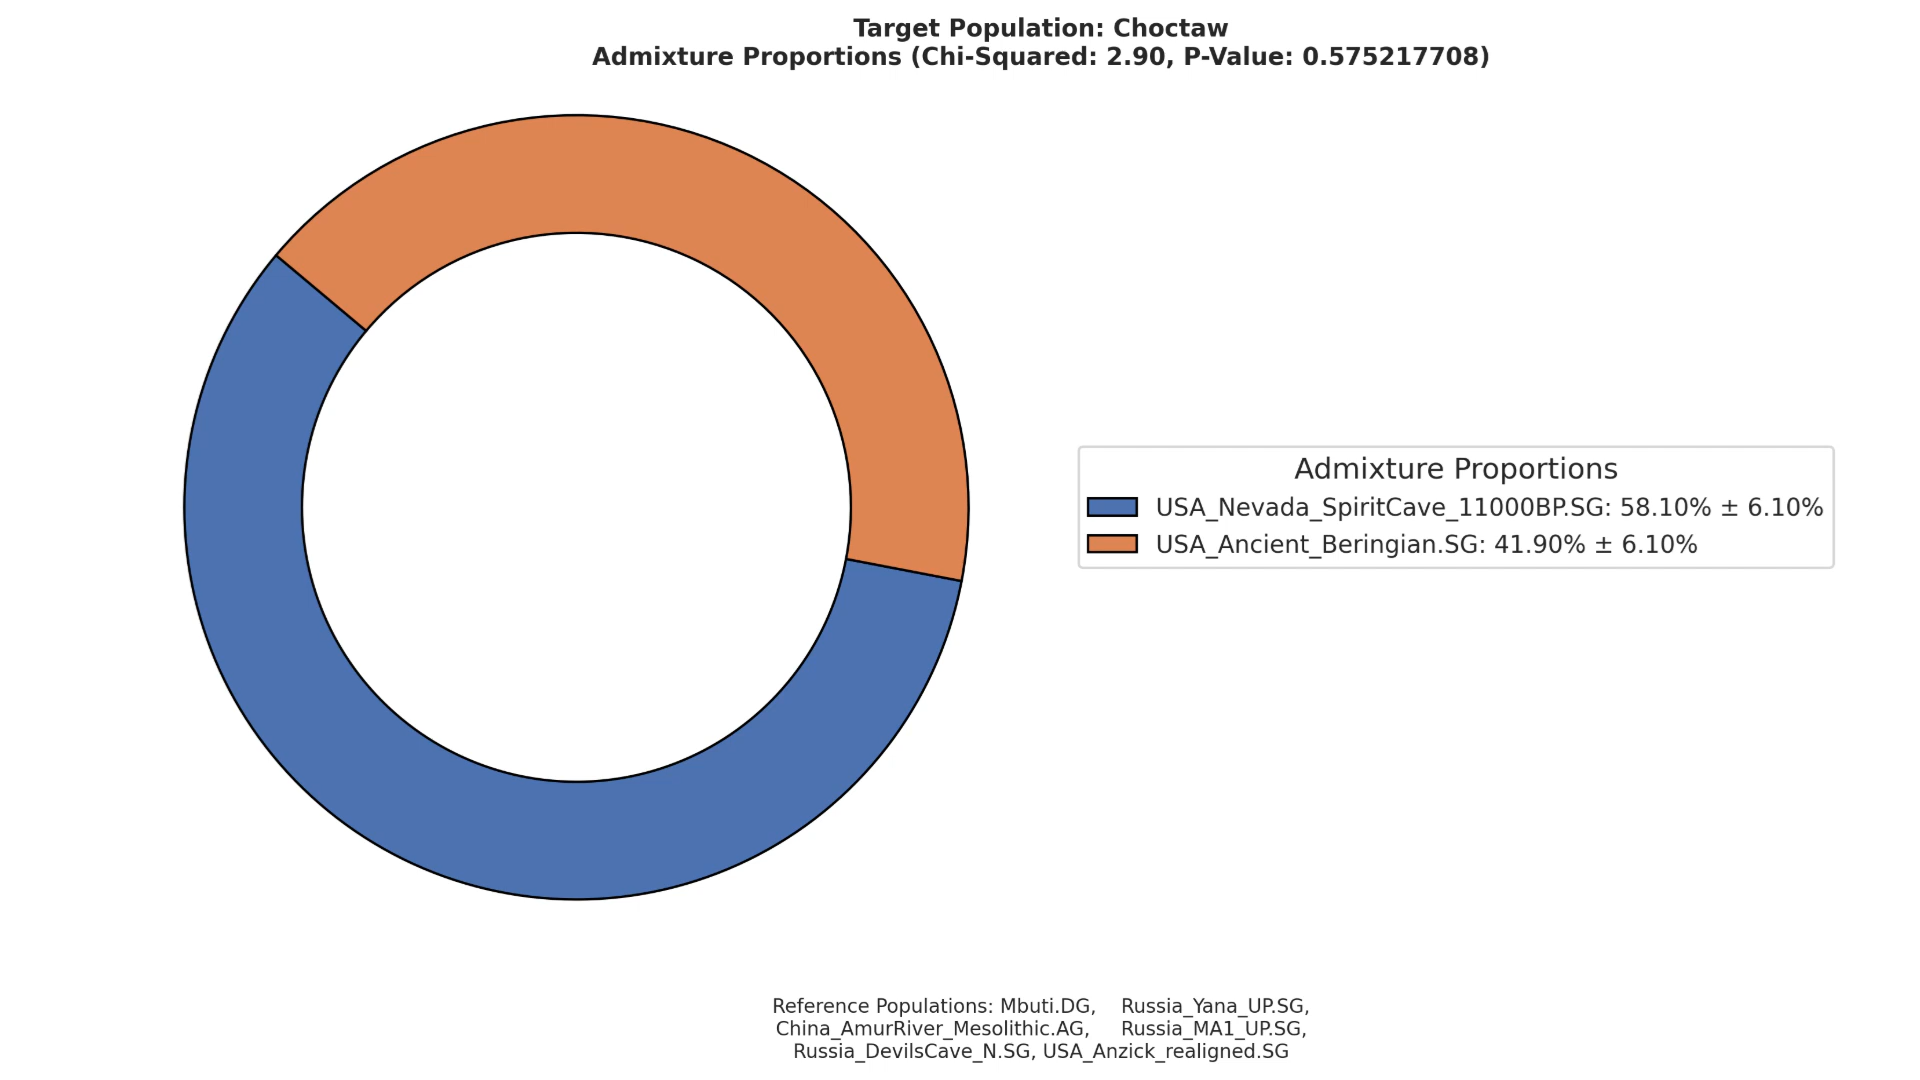 Target Population: Choctaw
Admixture Proportions (Chi-Squared: 2.90, P-Value: 0.575217708)
Admixture Proportions
USA_Nevada_SpiritCave_11000BP.SG: 58.10% ± 6.10%
USA_Ancient_Beringian.SG: 41.90% ± 6.10%
Reference Populations: Mbuti.DG, Russia_Yana_UP.SG,
China_AmurRiver_Mesolithic.AG, Russia_MA1_UP.SG,
Russia_DevilsCave_N.SG, USA_Anzick_realigned.SG